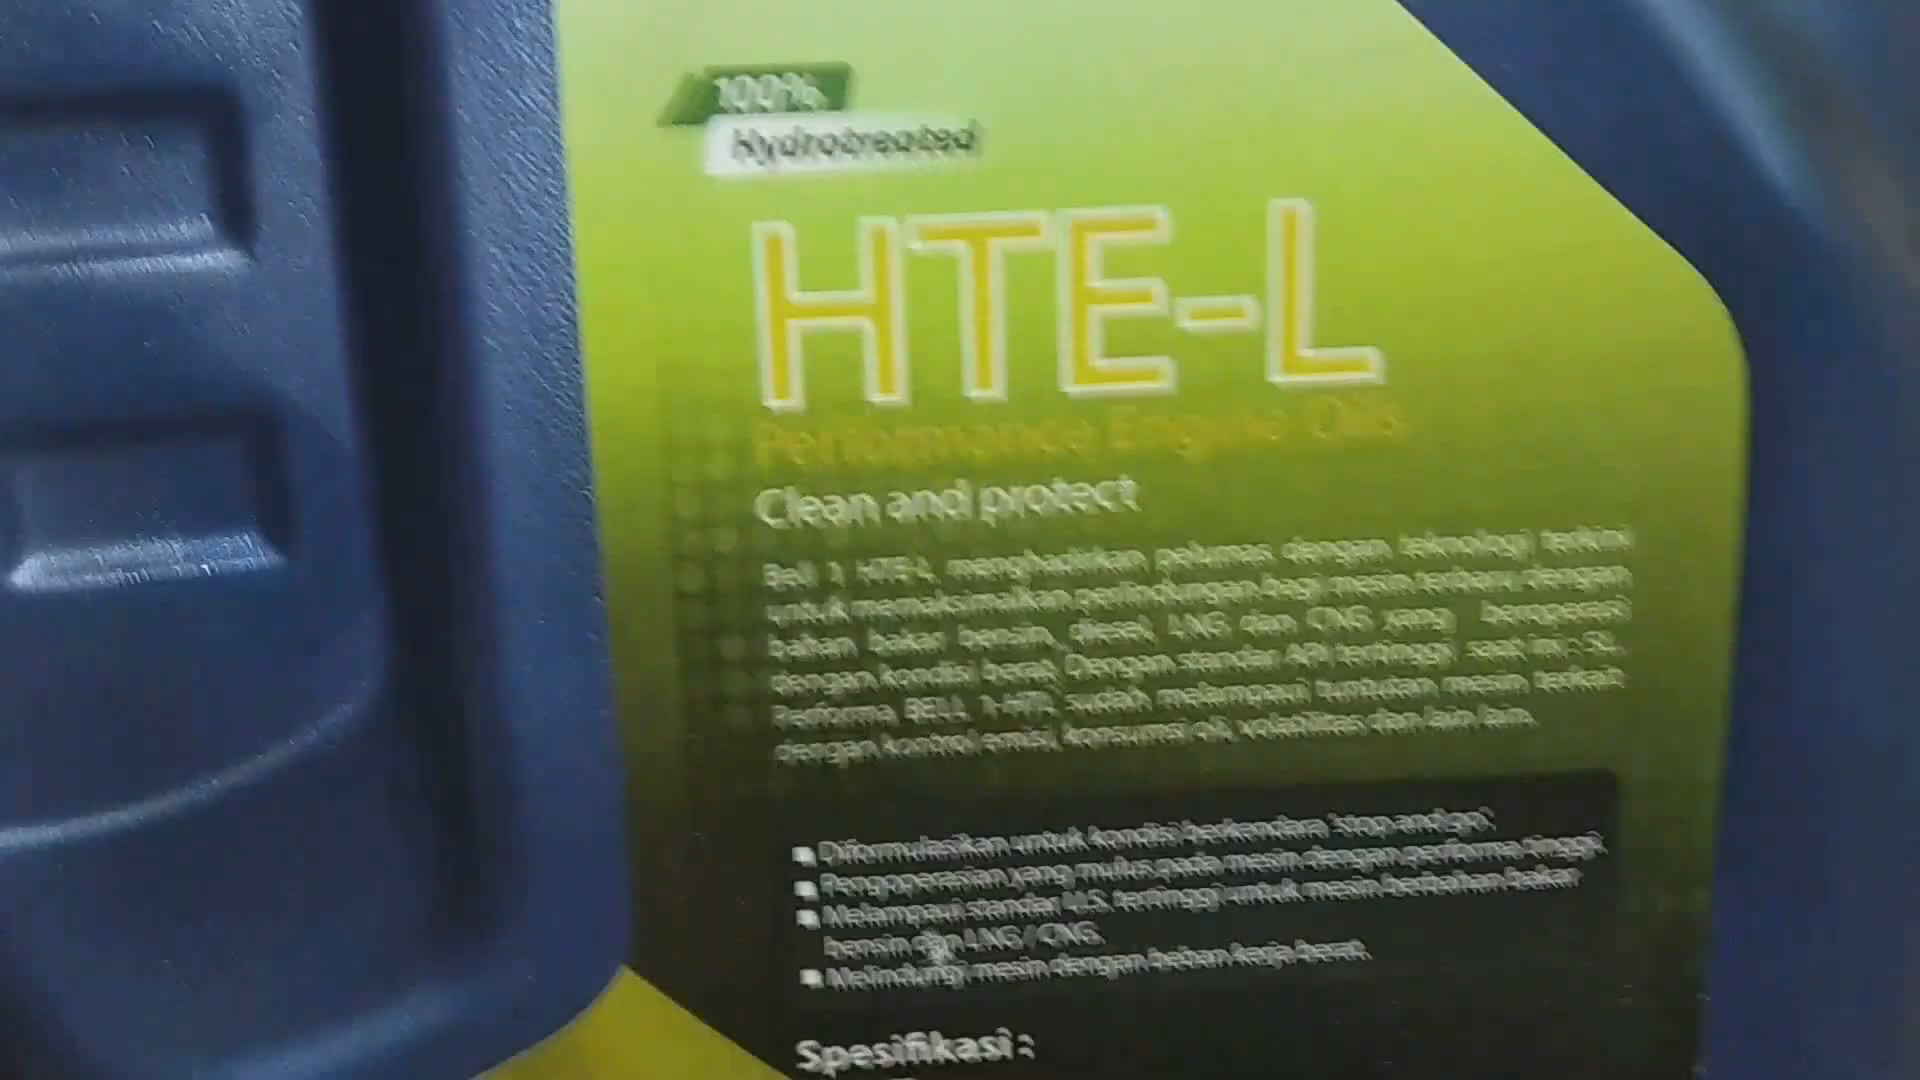 100%
Hydrotreated
HTE-L
Performance Engine Oils
Clean and protect
Bell 1 HTE-L menghadirkan pelumas dengan teknologi terkini
untuk memaksimalkan perlindungan bagi mesin terbaru, dengan
bahan bakar bensin, diesel, LNG dan CNG yang beroperasi
dengan kondisi berat. Dengan standar API tertinggi saat ini : SL.
Performa BELL 1 sudah melampaui tuntutan mesin terkait
dengan kontrol emisi, konsumsi oli, volatilitas dan lain lain.
Diformulasikan untuk kondisi berkendara "stop and go".
Pengoperasian yang mulus pada mesin dengan performa tinggi.
Melampaui standar tertinggi untuk mesin berbahan bakar
bensin dan LNG / CNG.
Melindungi mesin dengan beban kerja berat.
Spesifikasi :